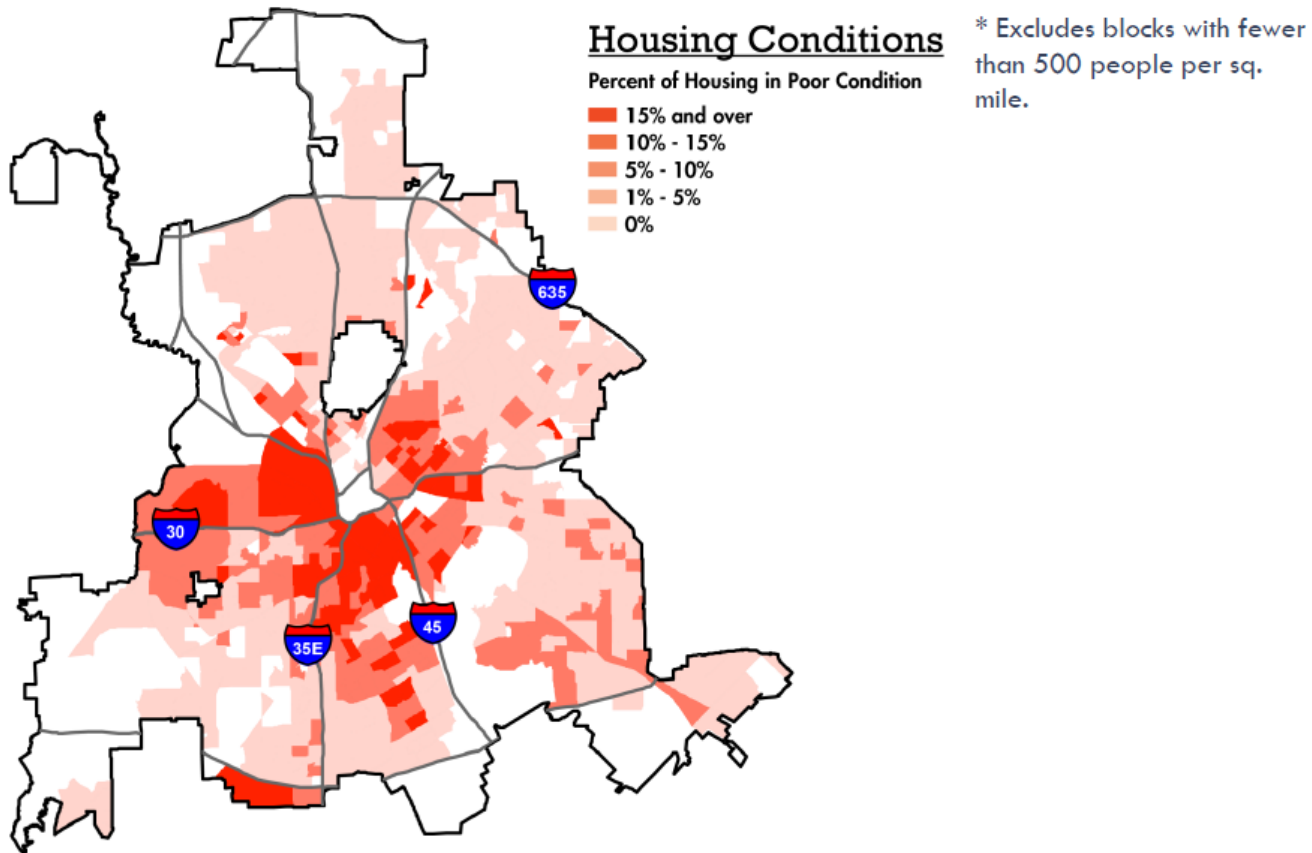 Housing Conditions
Percent of Housing in Poor Condition
15% and over
10% - 15%
5% - 10%
1% - 5%
0%
* Excludes blocks with fewer
than 500 people per sq.
mile.
635
30
45
35E